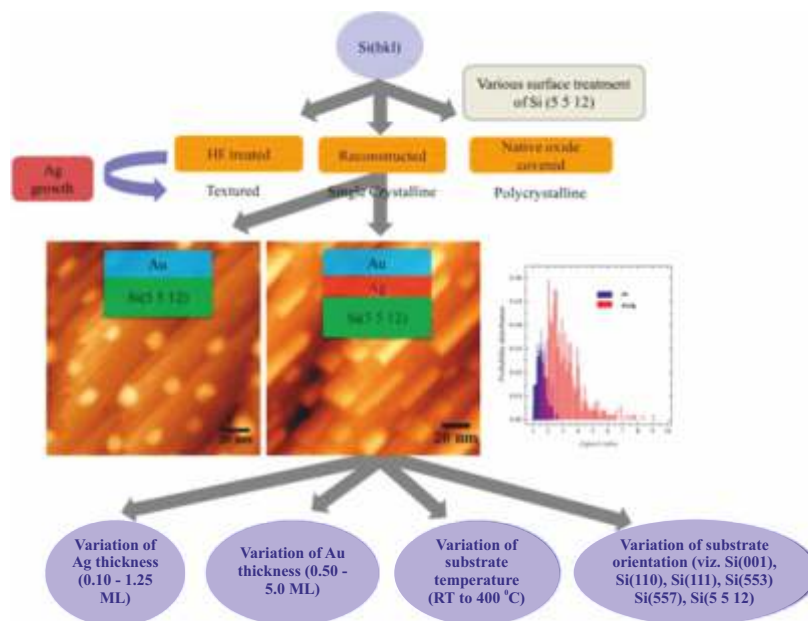 Si(hkl)
Various surface treatment
of Si (5 5 12)
HF treated
Reconstructed
Native oxide
covered
Ag
growth
Textured
Single Crystalline
Polycrystalline
Au
Si(5 5 12)
Au
Ag
Si(5 5 12)
20 nm
20 nm
Variation of
Ag thickness
(0.10 - 1.25
ML)
Variation of Au
thickness (0.50 -
5.0 ML)
Variation of
substrate
temperature
(RT to 400 °C)
Variation of substrate
orientation (viz. Si(001),
Si(110), Si(111), Si(553)
Si(557), Si(5 5 12)